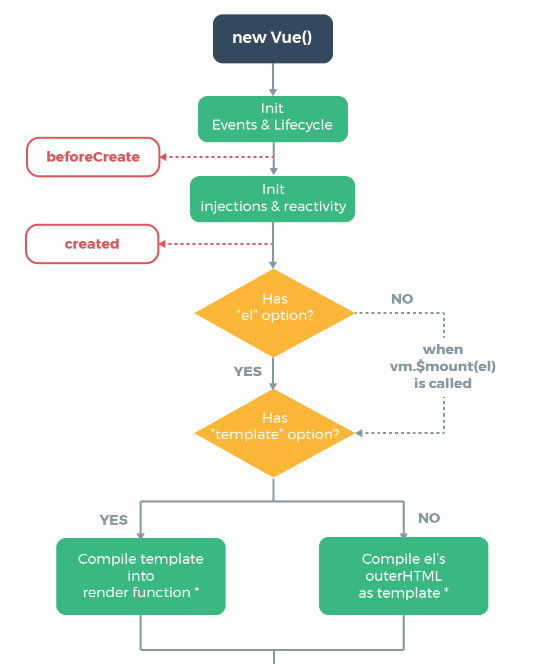 new Vue()
Init
Events & Lifecycle
beforeCreate
Init
injections & reactivity
created
Has
“el” option?
NO
when
vm.$mount(el)
is called
YES
Has
“template” option?
YES
NO
Compile template
into
render function *
Compile el’s
outerHTML
as template *